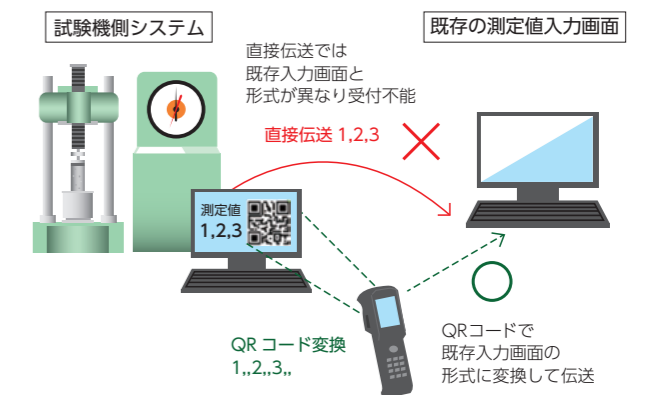 試験機側システム
既存の測定値入力画面
直接伝送では
既存入力画面と
形式が異なり受付不能
直接伝送 1,2,3
測定値
1,2,3
QR コード変換
1,,2,,3,,
QRコードで
既存入力画面の
形式に変換して伝送